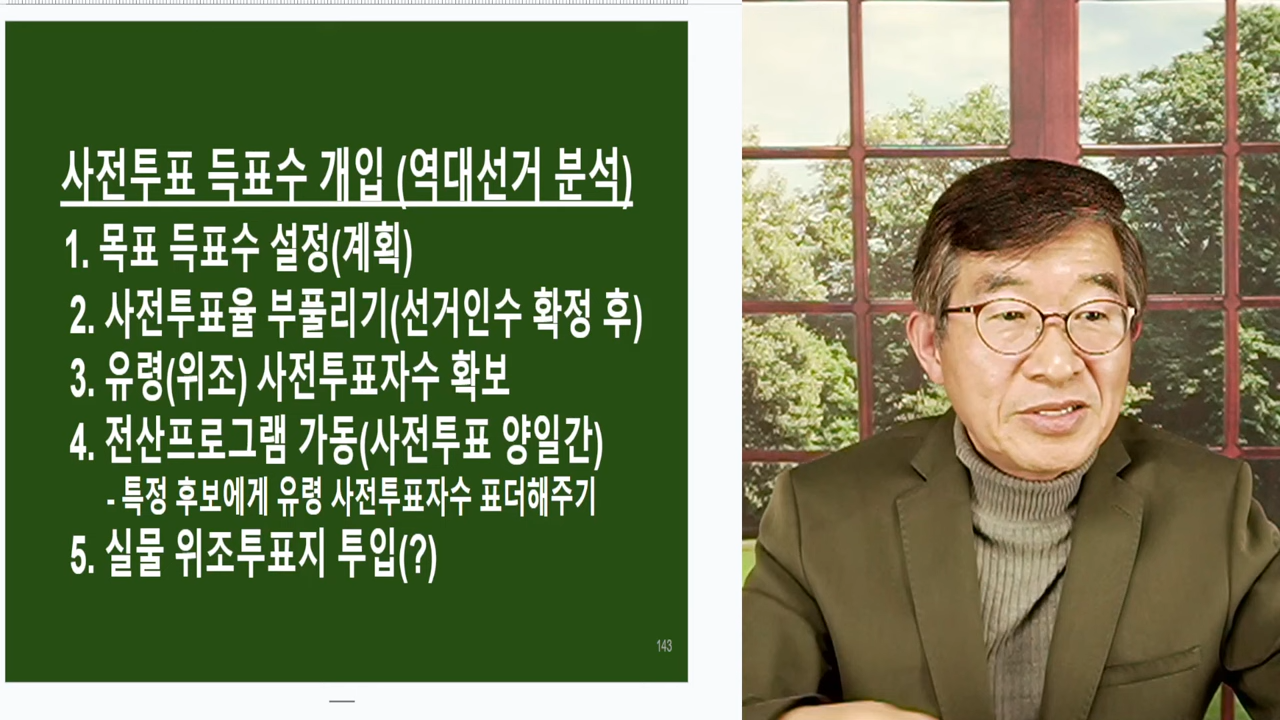 사전투표 득표수 개입 (역대선거 분석)
1. 목표 득표수 설정(계획)
2. 사전투표율 부풀리기(선거인수 확정 후)
3. 유령(위조) 사전투표자수 확보
4. 전산프로그램 가동(사전투표 양일간)
- 특정 후보에게 유령 사전투표자수 표더해주기
5. 실물 위조투표지 투입(?)
143